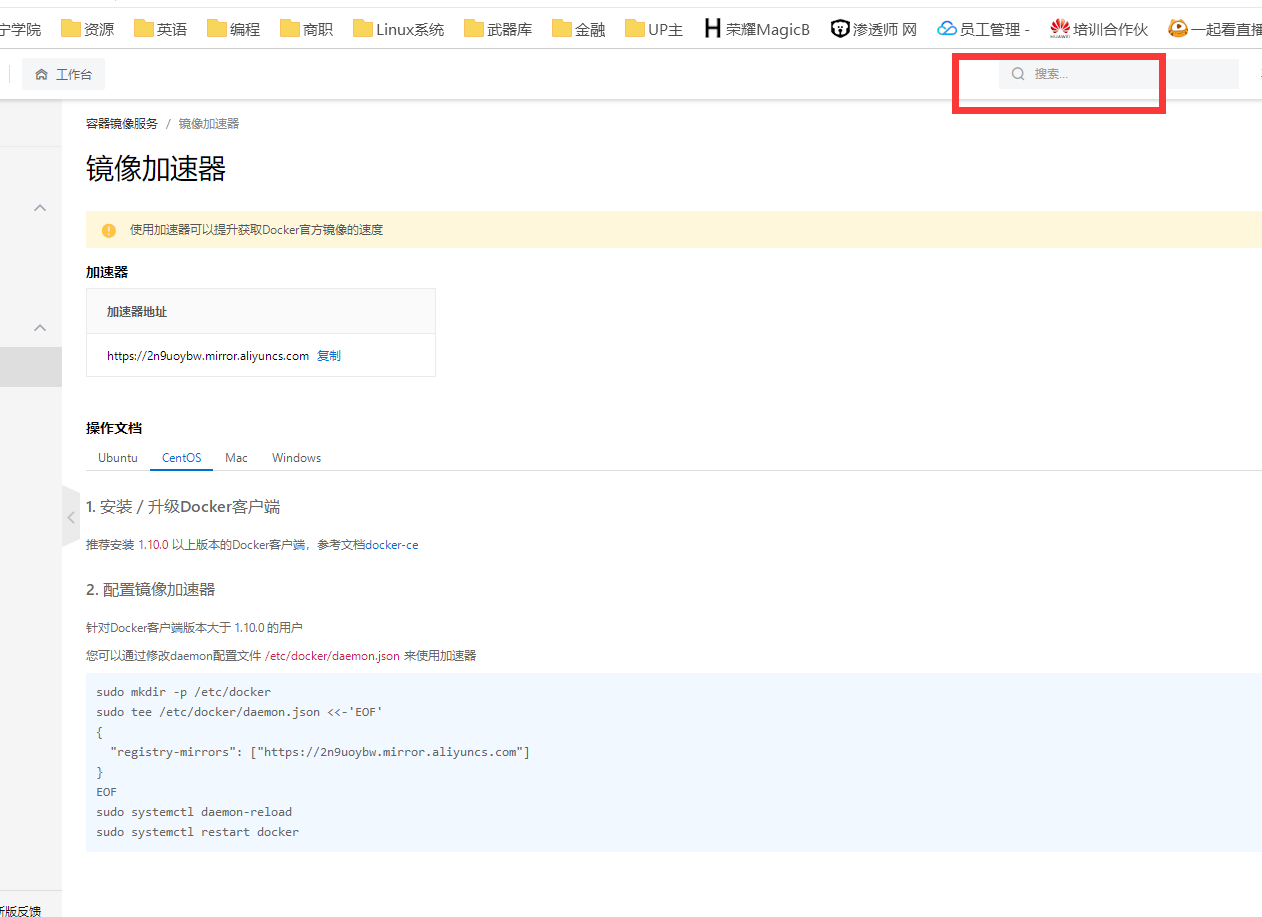 宁学院 资源 英语 编程 商职 Linux系统 武器库 金融 UP主 荣耀MagicB 渗透师 网 员工管理 - 培训合作伙 一起看直播
工作台 搜索...
容器镜像服务 / 镜像加速器
镜像加速器
使用加速器可以提升获取Docker官方镜像的速度
加速器
加速器地址
https://2n9uoybw.mirror.aliyuncs.com 复制
操作文档
Ubuntu CentOS Mac Windows
1. 安装 / 升级Docker客户端
推荐安装 1.10.0 以上版本的Docker客户端，参考文档docker-ce
2. 配置镜像加速器
针对Docker客户端版本大于 1.10.0 的用户
您可以通过修改daemon配置文件 /etc/docker/daemon.json 来使用加速器
sudo mkdir -p /etc/docker
sudo tee /etc/docker/daemon.json <<-'EOF'
{
  "registry-mirrors": ["https://2n9uoybw.mirror.aliyuncs.com"]
}
EOF
sudo systemctl daemon-reload
sudo systemctl restart docker
新版反馈